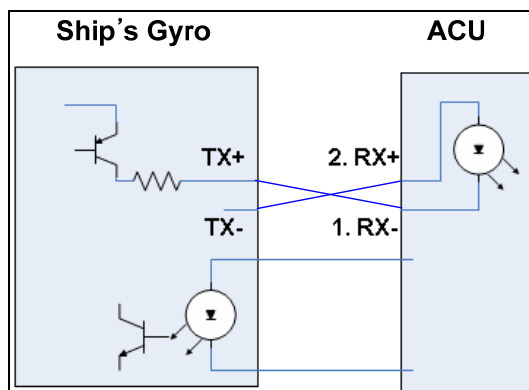 Ship's Gyro
ACU
TX+
2. RX+
TX-
1. RX-